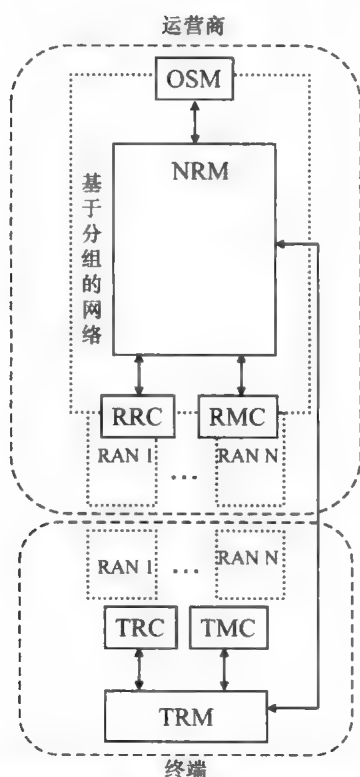 运营商
OSM
NRM
基于分组的网络
RRC
RMC
RAN 1
...
RAN N
RAN 1
...
RAN N
TRC
TMC
TRM
终端